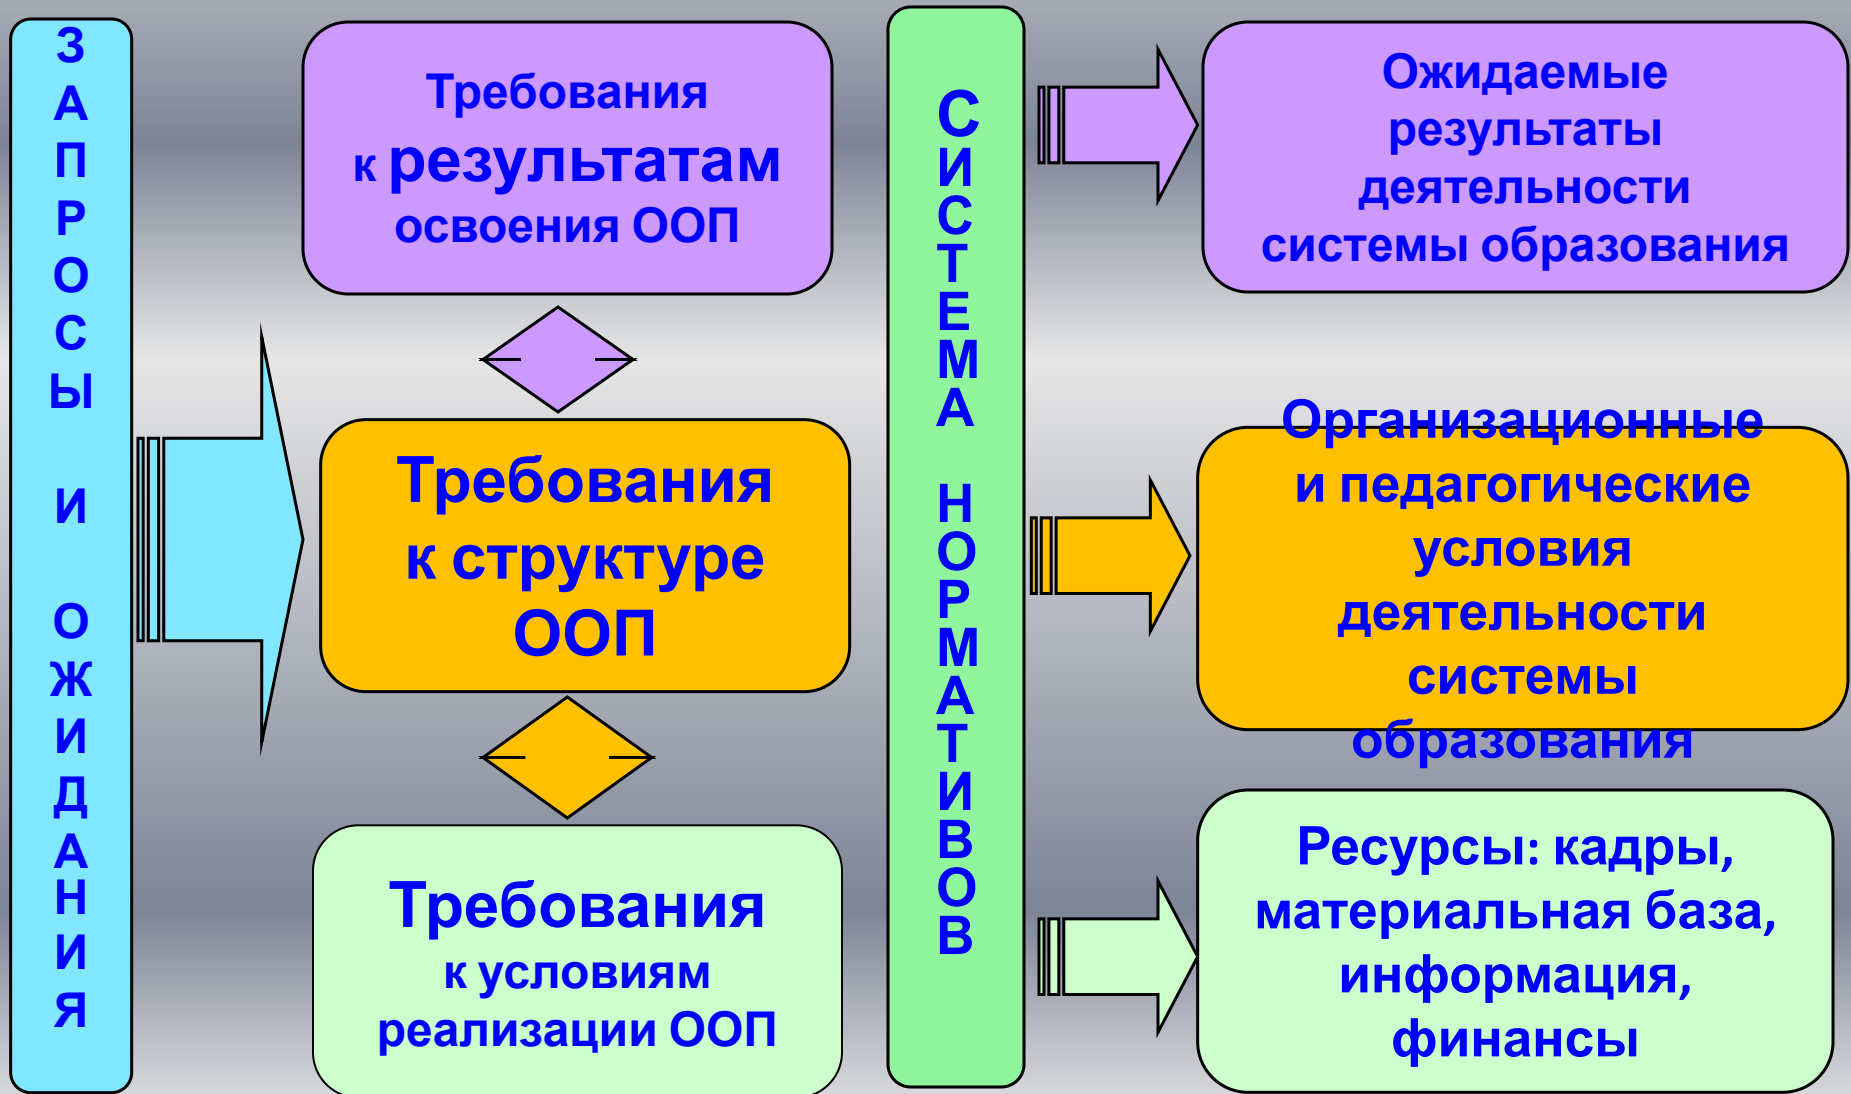 ЗАПРОСЫ И ОЖИДАНИЯ
Требования
к результатам
освоения ООП
Требования
к структуре
ООП
Требования
к условиям
реализации ООП
СИСТЕМА НОРМАТИВОВ
Ожидаемые
результаты
деятельности
системы образования
Организационные
и педагогические
условия
деятельности
системы
образования
Ресурсы: кадры,
материальная база,
информация,
финансы